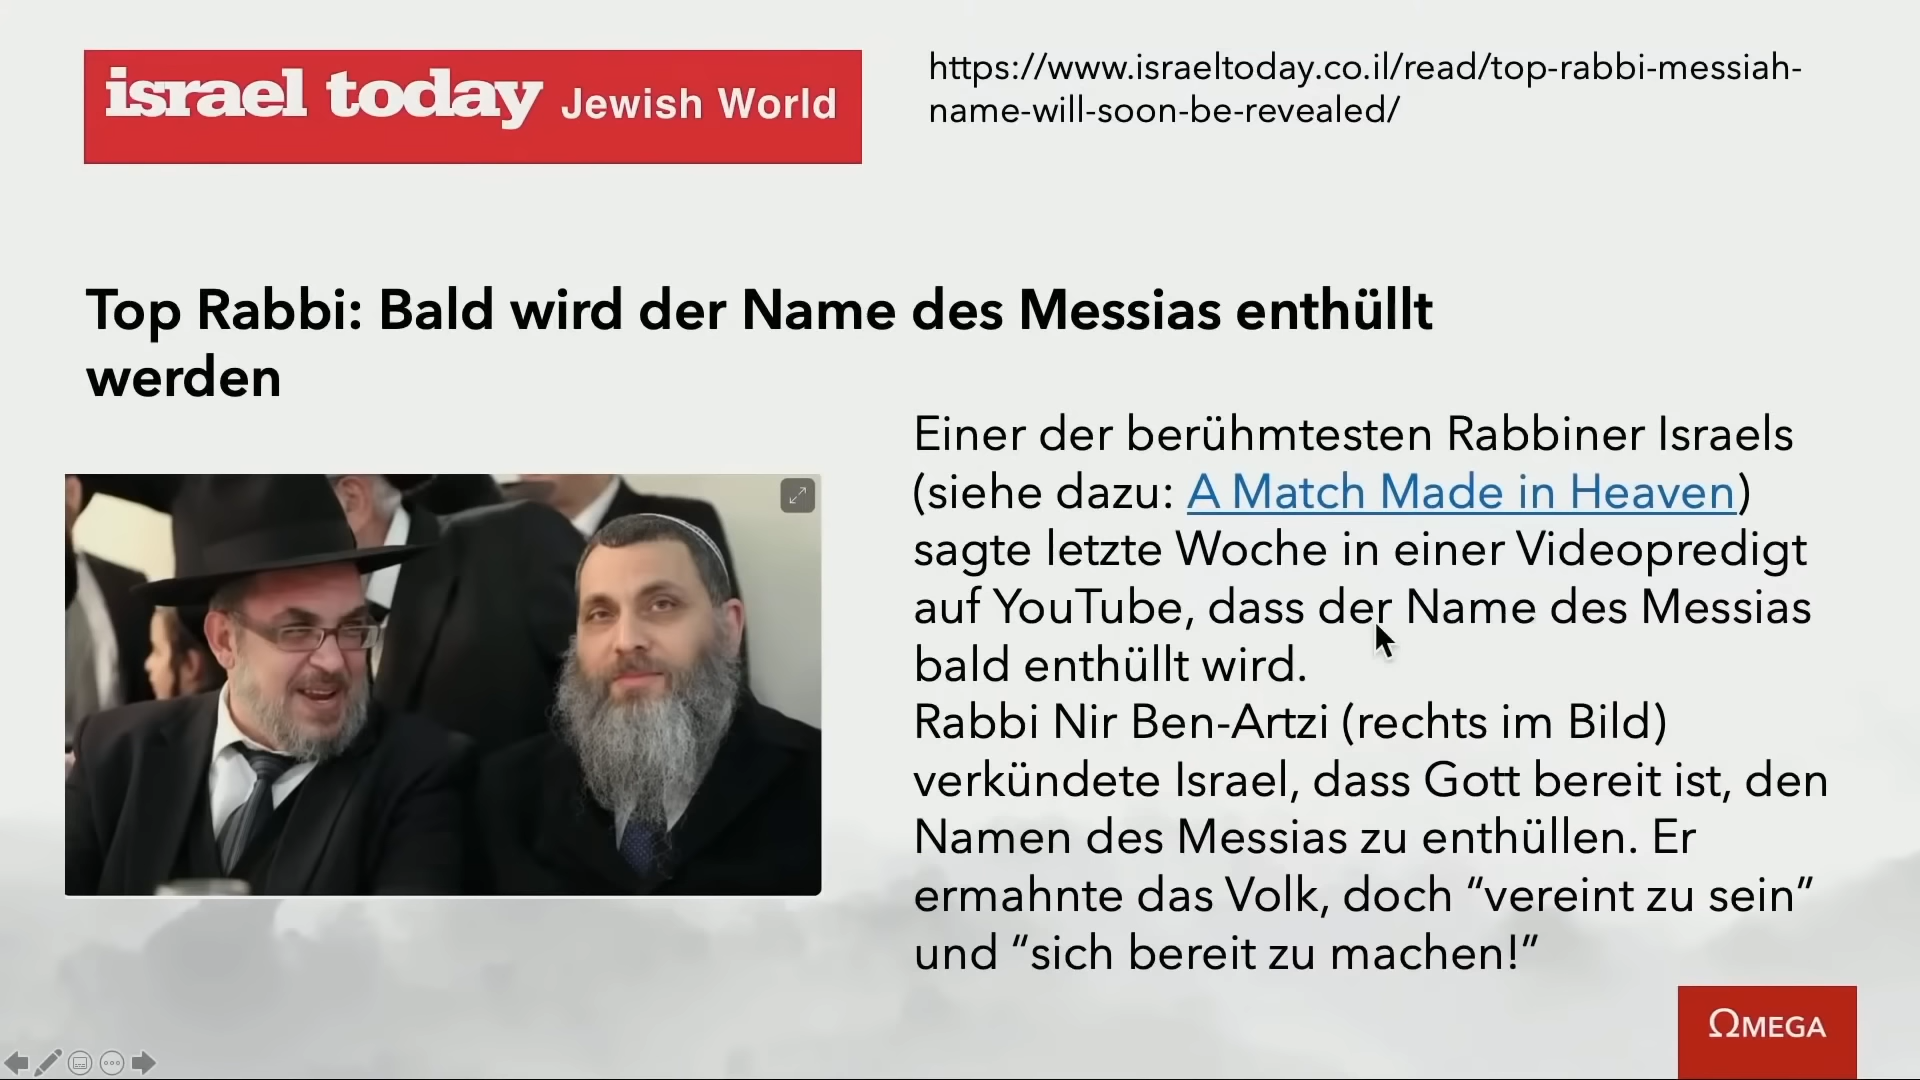 israel today Jewish World
https://www.israeltoday.co.il/read/top-rabbi-messiah-
name-will-soon-be-revealed/
Top Rabbi: Bald wird der Name des Messias enthüllt
werden
Einer der berühmtesten Rabbiner Israels
(siehe dazu: A Match Made in Heaven)
sagte letzte Woche in einer Videopredigt
auf YouTube, dass der Name des Messias
bald enthüllt wird.
Rabbi Nir Ben-Artzi (rechts im Bild)
verkündete Israel, dass Gott bereit ist, den
Namen des Messias zu enthüllen. Er
ermahnte das Volk, doch “vereint zu sein”
und “sich bereit zu machen!”
ΩMEGA